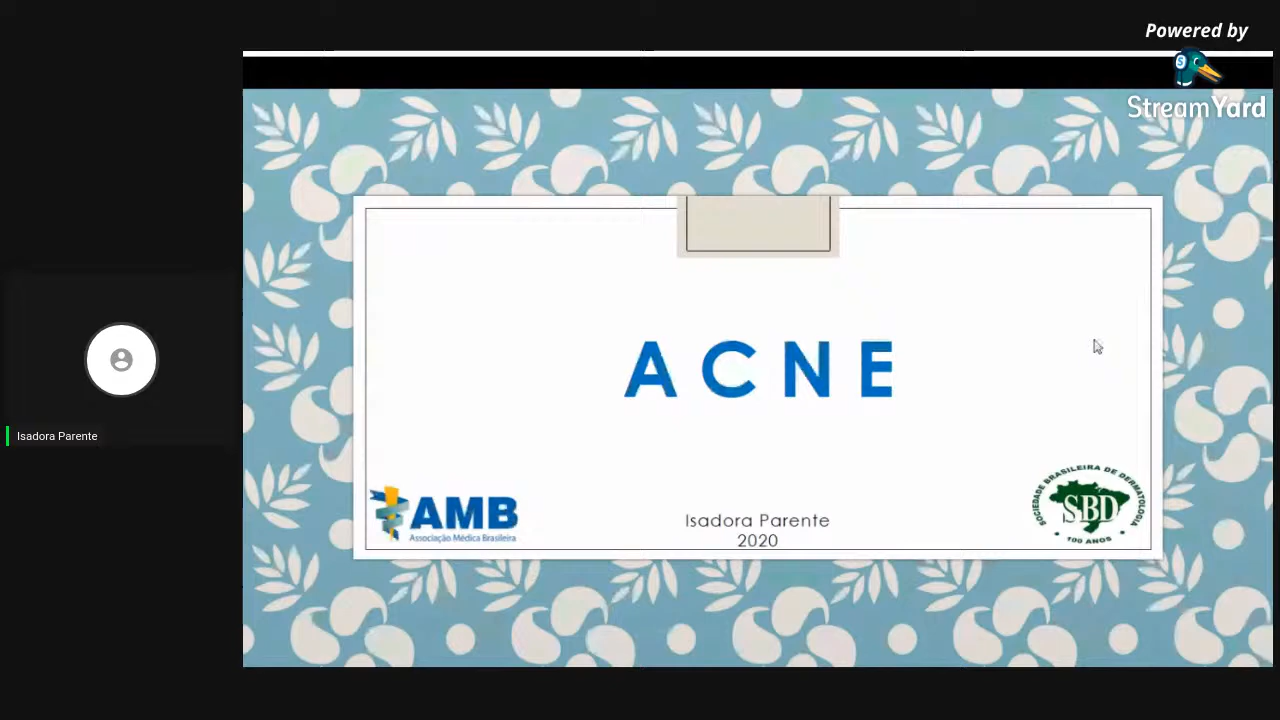 Powered by
StreamYard
ACNE
Isadora Parente
AMB
Associação Médica Brasileira
Isadora Parente
2020
SOCIEDADE BRASILEIRA DE DERMATOLOGIA
SBD
100 ANOS